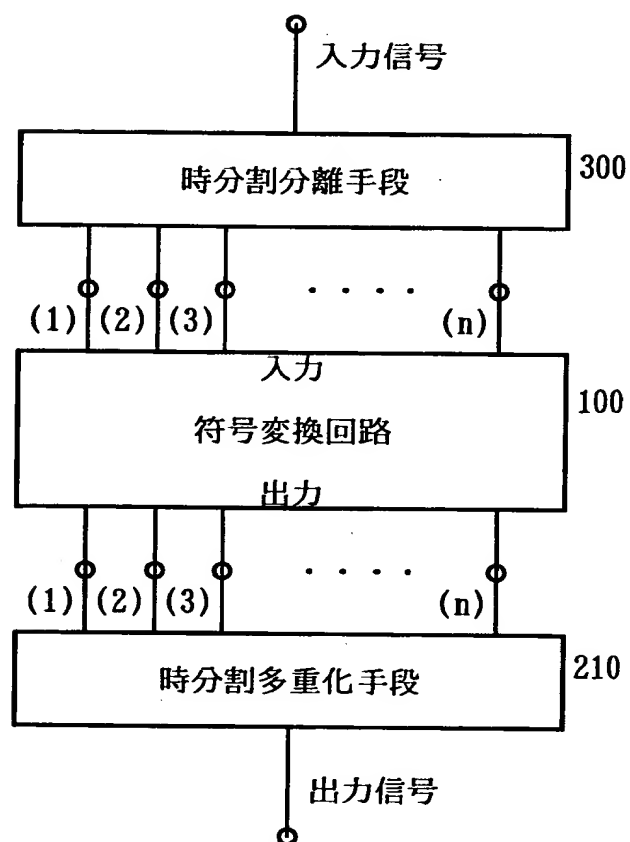 入力信号
時分割分離手段
300
(1) (2) (3) ・・・・ (n)
入力
符号変換回路
100
出力
(1) (2) (3) ・・・・ (n)
時分割多重化手段
210
出力信号